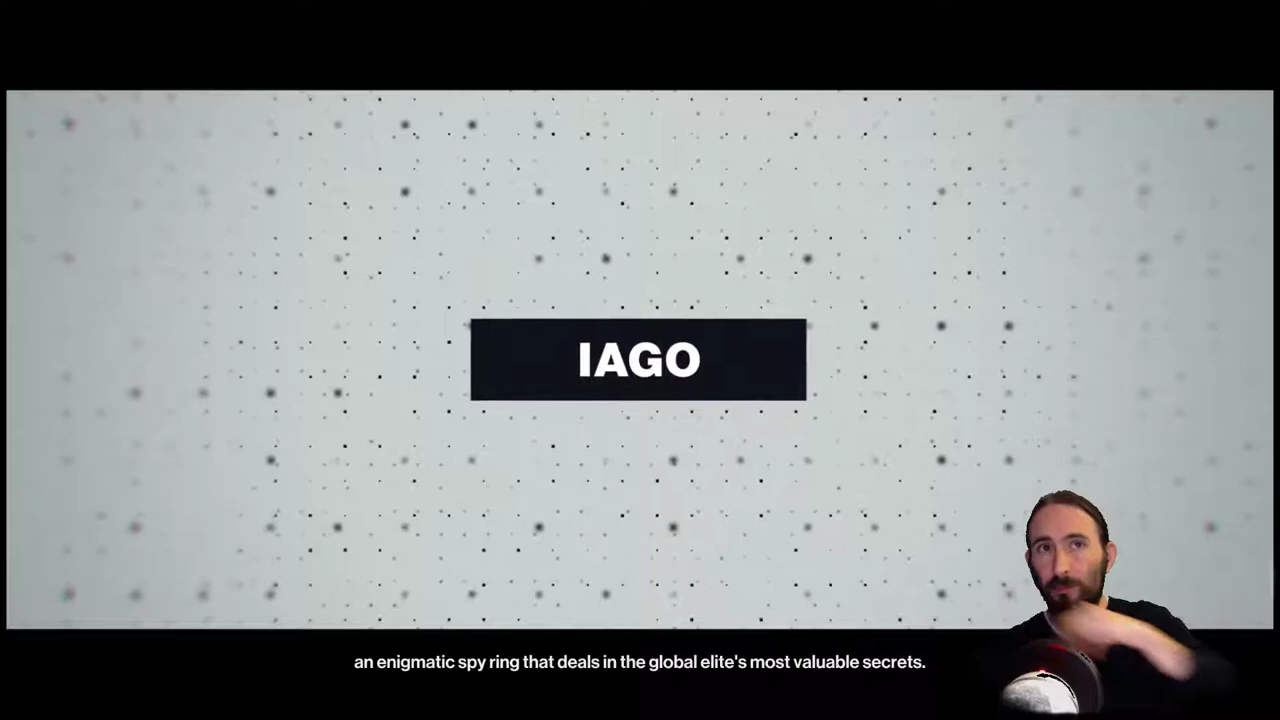 IAGO
an enigmatic spy ring that deals in the global elite's most valuable secrets.